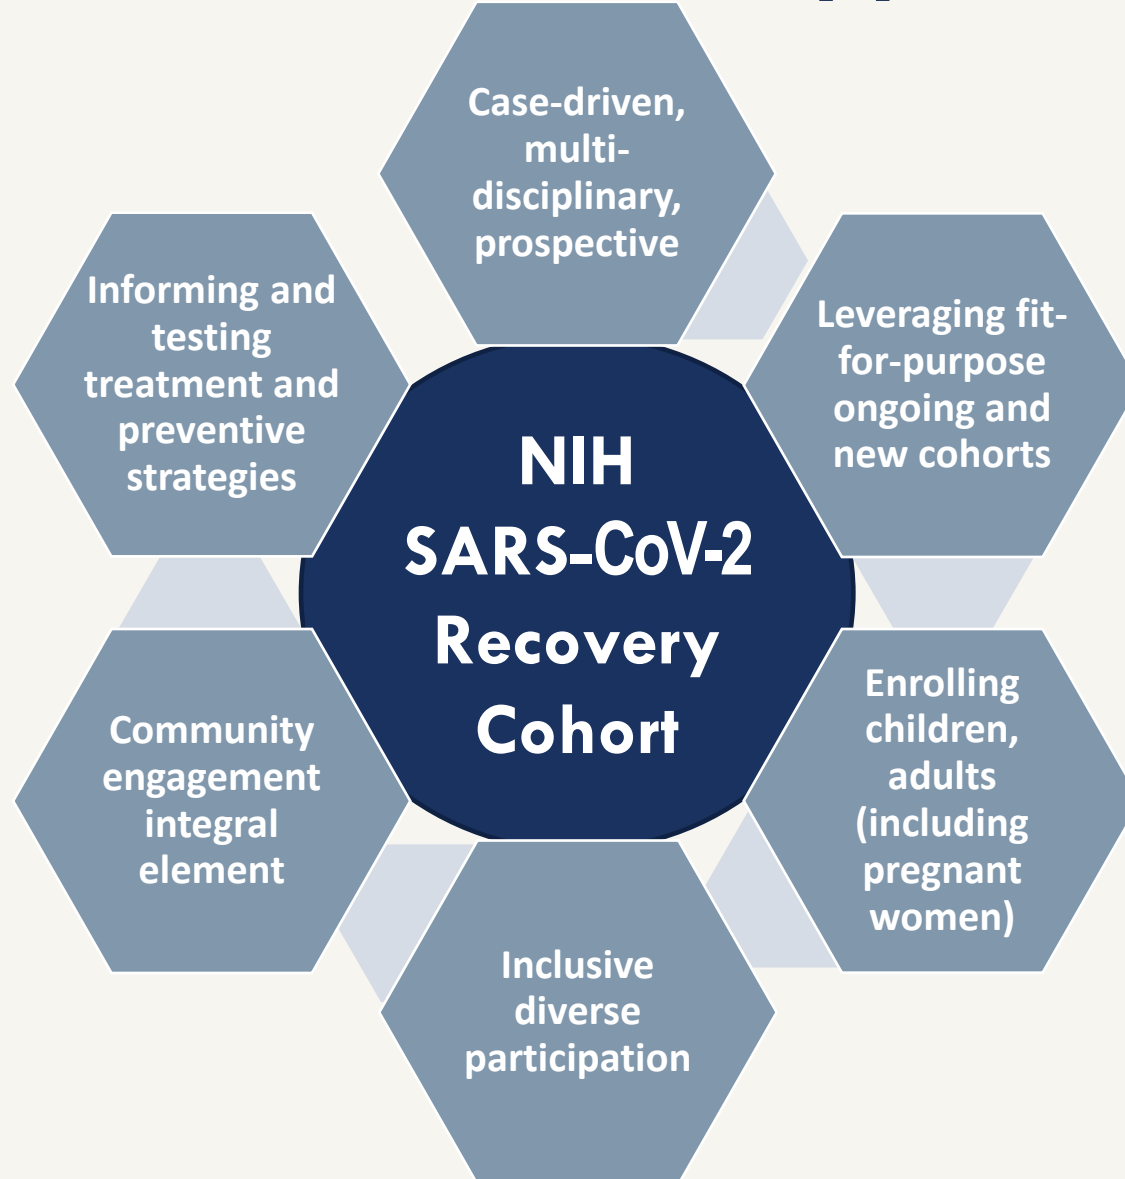 Case-driven,
multi-
disciplinary,
prospective
Leveraging fit-
for-purpose
ongoing and
new cohorts
Enrolling
children,
adults
(including
pregnant
women)
Inclusive
diverse
participation
Community
engagement
integral
element
Informing and
testing
treatment and
preventive
strategies
NIH
SARS-CoV-2
Recovery
Cohort